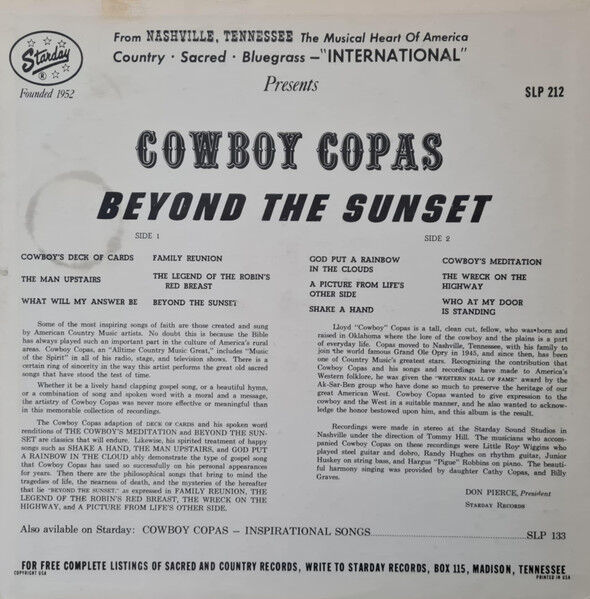 From NASHVILLE, TENNESSEE The Musical Heart Of America
Country · Sacred · Bluegrass — "INTERNATIONAL"
Starday
®
Founded 1952
Presents
SLP 212
COWBOY COPAS
BEYOND THE SUNSET
SIDE 1
COWBOY'S DECK OF CARDS
THE MAN UPSTAIRS
WHAT WILL MY ANSWER BE
FAMILY REUNION
THE LEGEND OF THE ROBIN'S
RED BREAST
BEYOND THE SUNSET
SIDE 2
GOD PUT A RAINBOW
IN THE CLOUDS
A PICTURE FROM LIFE'S
OTHER SIDE
SHAKE A HAND
COWBOY'S MEDITATION
THE WRECK ON THE
HIGHWAY
WHO AT MY DOOR
IS STANDING
Some of the most inspiring songs of faith are those created and sung
by American Country Music artists. No doubt this is because the Bible
has always played such an important part in the culture of America's rural
areas. Cowboy Copas, an "Alltime Country Music Great," includes "Music
of the Spirit" in all of his radio, stage, and television shows. There is a
certain ring of sincerity in the way this artist performs the great old sacred
songs that have stood the test of time.
Whether it be a lively hand clapping gospel song, or a beautiful hymn,
or a combination of song and spoken word with a moral and a message,
the artistry of Cowboy Copas was never more effective or meaningful than
in this memorable collection of recordings.
The Cowboy Copas adaption of DECK OF CARDS and his spoken word
renditions of THE COWBOY'S MEDITATION and BEYOND THE SUN-
SET are classics that will endure. Likewise, his spirited treatment of happy
songs such as SHAKE A HAND, THE MAN UPSTAIRS, and GOD PUT
A RAINBOW IN THE CLOUD ably demonstrate the type of gospel song
that Cowboy Copas has used so successfully on his personal appearances
for years. Then there are the philosophical songs that bring to mind the
tragedies of life, the nearness of death, and the mysteries of the hereafter
that lie "BEYOND THE SUNSET." as expressed in FAMILY REUNION, THE
LEGEND OF THE ROBIN'S RED BREAST, THE WRECK ON THE
HIGHWAY, and A PICTURE FROM LIFE'S OTHER SIDE.
Lloyd "Cowboy" Copas is a tall, clean cut, fellow, who was born and
raised in Oklahoma where the lore of the cowboy and the plains is a part
of everyday life. Copas moved to Nashville, Tennessee, with his family to
join the world famous Grand Ole Opry in 1945, and since then, has been
one of Country Music's greatest stars. Recognizing the contribution that
Cowboy Copas and his songs and recordings have made to America's
Western folklore, he was given the "WESTERN HALL OF FAME" award by the
Ak-Sar-Ben group who have done so much to preserve the heritage of our
great American West. Cowboy Copas wanted to give expression to the
cowboy and the West in a suitable manner, and he also wanted to acknow-
ledge the honor bestowed upon him, and this album is the result.
Recordings were made in stereo at the Starday Sound Studios in
Nashville under the direction of Tommy Hill. The musicians who accom-
panied Cowboy Copas on these recordings were Little Roy Wiggins who
played steel guitar and dobro, Randy Hughes on rhythm guitar, Junior
Huskey on string bass, and Hargus "Pigue" Robbins on piano. The beauti-
ful harmony singing was provided by daughter Cathy Copas, and Billy
Graves.
DON PIERCE, President
STARDAY RECORDS
Also avilable on Starday: COWBOY COPAS – INSPIRATIONAL SONGS........SLP 133
FOR FREE COMPLETE LISTINGS OF SACRED AND COUNTRY RECORDS, WRITE TO STARDAY RECORDS, BOX 115, MADISON, TENNESSEE
COPYRIGHT USA
PRINTED IN USA